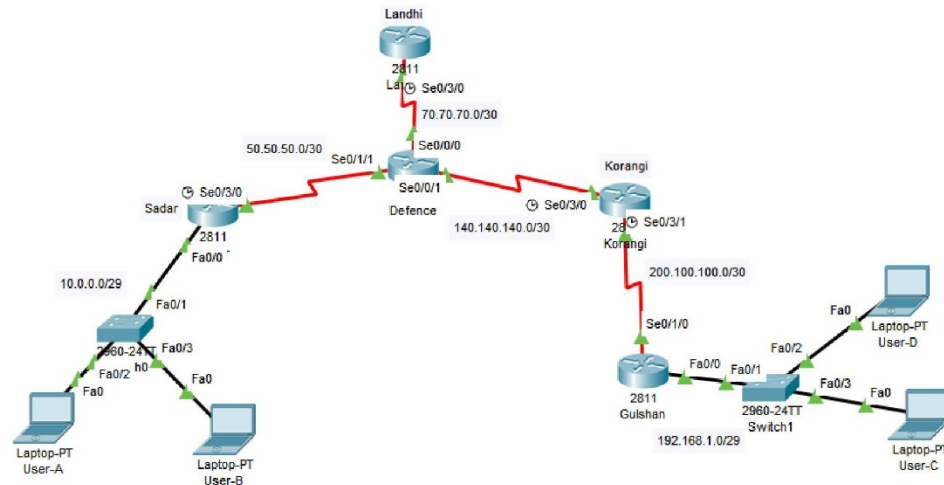 Landhi
2811
Se0/3/0
70.70.70.0/30
50.50.50.0/30
Se0/0/0
Se0/1/1
Korangi
Se0/0/1
Se0/3/0
Sadar
Defence
Se0/3/0
Se0/3/1
2811
140.140.140.0/30
Korangi
Fa0/0
200.100.100.0/30
10.0.0.0/29
Fa0/1
Fa0
Laptop-PT
User-D
Se0/1/0
2960-24TT
Fa0/3
Fa0/2
Fa0/2
Fa0/0
Fa0/1
Fa0
Fa0
Fa0/3
Fa0
2811
Gulshan
2960-24TT
Switch1
192.168.1.0/29
Laptop-PT
User-A
Laptop-PT
User-B
Laptop-PT
User-C